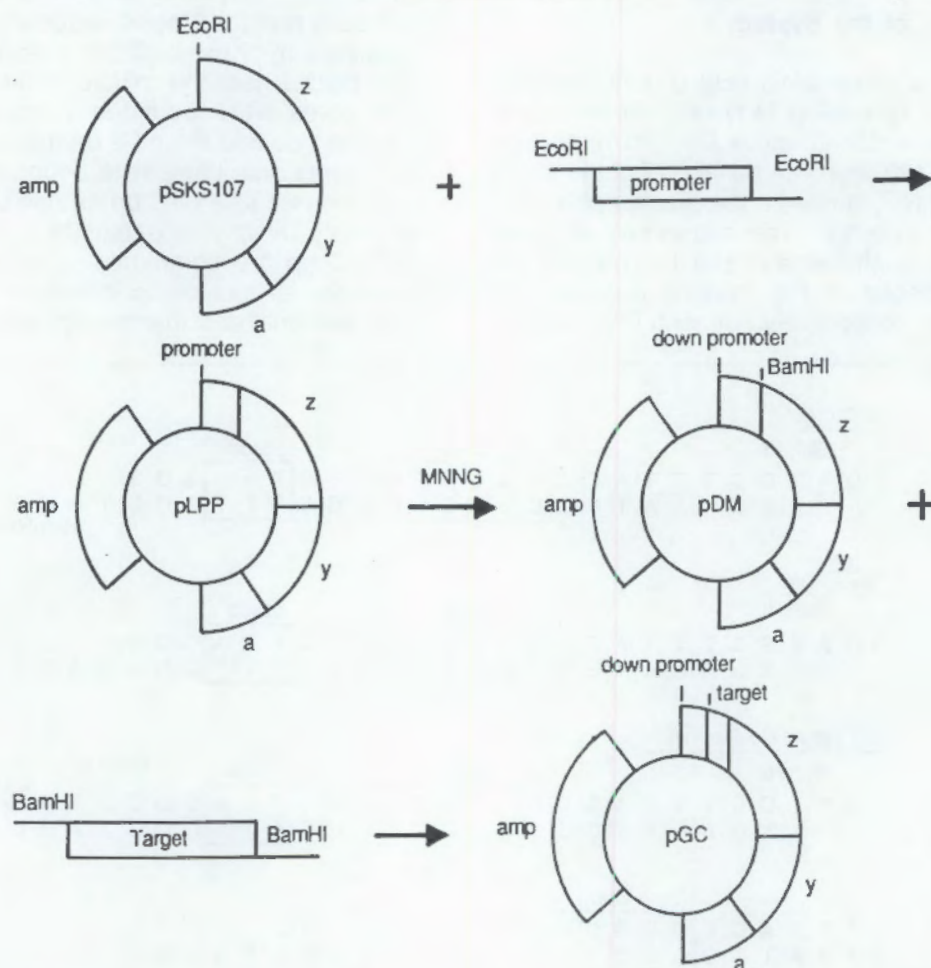 EcoRI
z
amp
pSKS107
y
a
+
EcoRI
promoter
EcoRI
promoter
z
amp
pLPP
y
a
MNNG
down promoter
BamHI
z
amp
pDM
y
a
+
BamHI
Target
BamHI
down promoter
target
z
amp
pGC
y
a